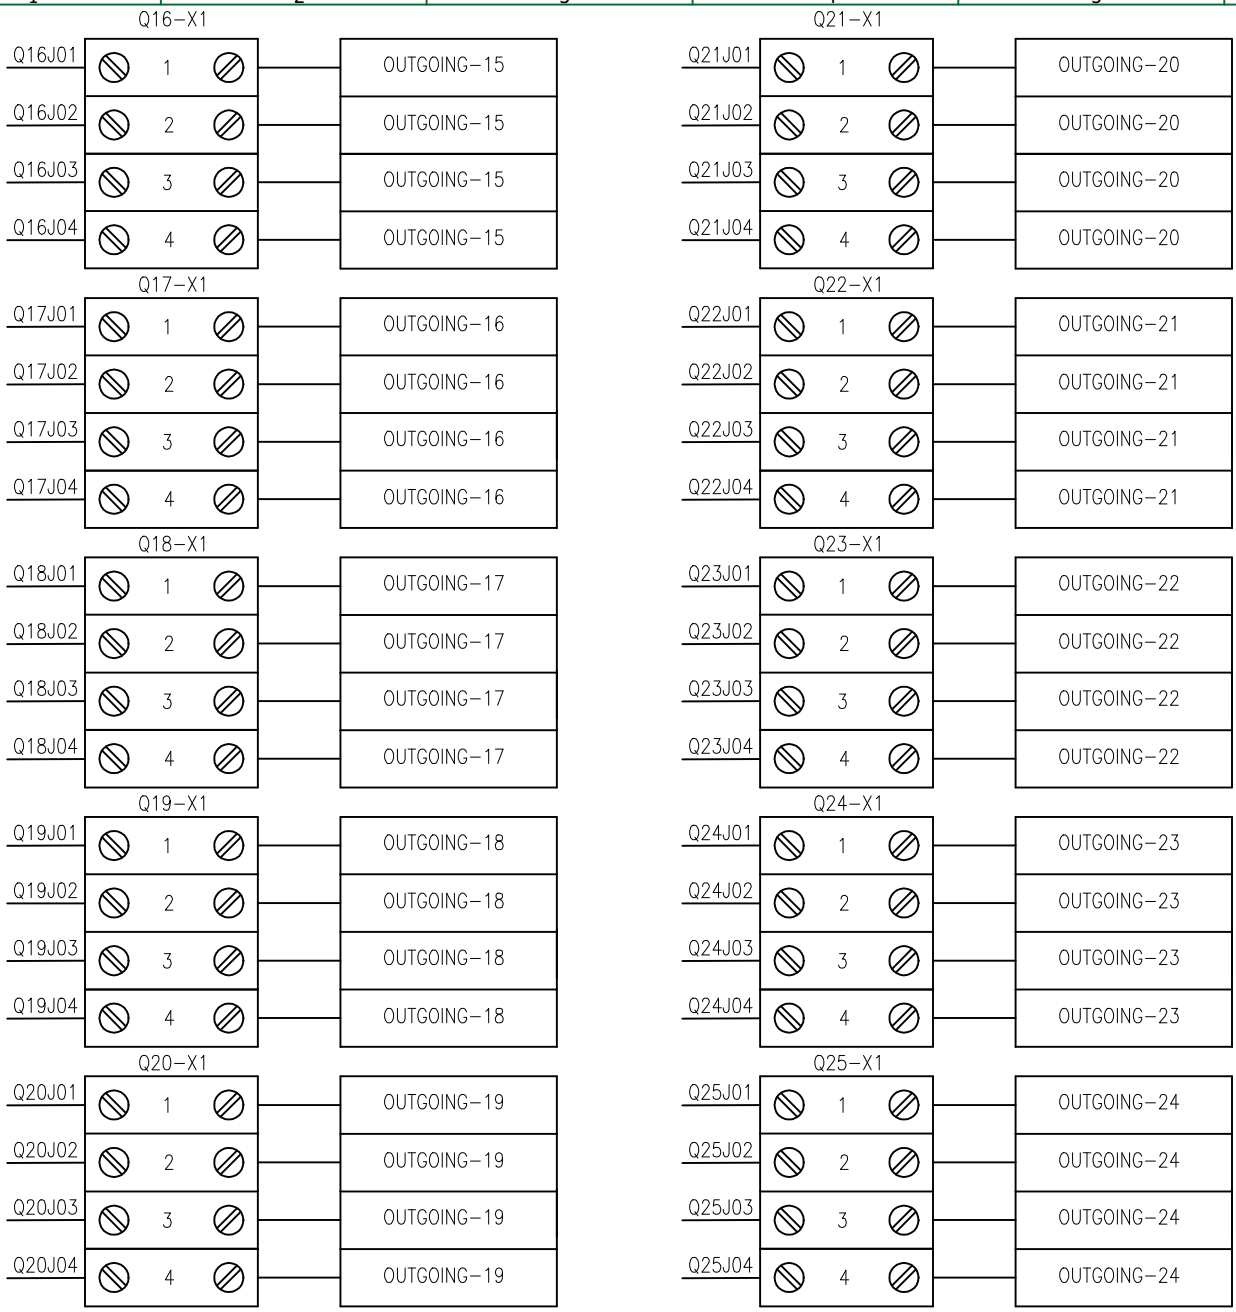 Q16-X1
Q16J01 1 OUTGOING-15
Q16J02 2 OUTGOING-15
Q16J03 3 OUTGOING-15
Q16J04 4 OUTGOING-15
Q17-X1
Q17J01 1 OUTGOING-16
Q17J02 2 OUTGOING-16
Q17J03 3 OUTGOING-16
Q17J04 4 OUTGOING-16
Q18-X1
Q18J01 1 OUTGOING-17
Q18J02 2 OUTGOING-17
Q18J03 3 OUTGOING-17
Q18J04 4 OUTGOING-17
Q19-X1
Q19J01 1 OUTGOING-18
Q19J02 2 OUTGOING-18
Q19J03 3 OUTGOING-18
Q19J04 4 OUTGOING-18
Q20-X1
Q20J01 1 OUTGOING-19
Q20J02 2 OUTGOING-19
Q20J03 3 OUTGOING-19
Q20J04 4 OUTGOING-19
Q21-X1
Q21J01 1 OUTGOING-20
Q21J02 2 OUTGOING-20
Q21J03 3 OUTGOING-20
Q21J04 4 OUTGOING-20
Q22-X1
Q22J01 1 OUTGOING-21
Q22J02 2 OUTGOING-21
Q22J03 3 OUTGOING-21
Q22J04 4 OUTGOING-21
Q23-X1
Q23J01 1 OUTGOING-22
Q23J02 2 OUTGOING-22
Q23J03 3 OUTGOING-22
Q23J04 4 OUTGOING-22
Q24-X1
Q24J01 1 OUTGOING-23
Q24J02 2 OUTGOING-23
Q24J03 3 OUTGOING-23
Q24J04 4 OUTGOING-23
Q25-X1
Q25J01 1 OUTGOING-24
Q25J02 2 OUTGOING-24
Q25J03 3 OUTGOING-24
Q25J04 4 OUTGOING-24